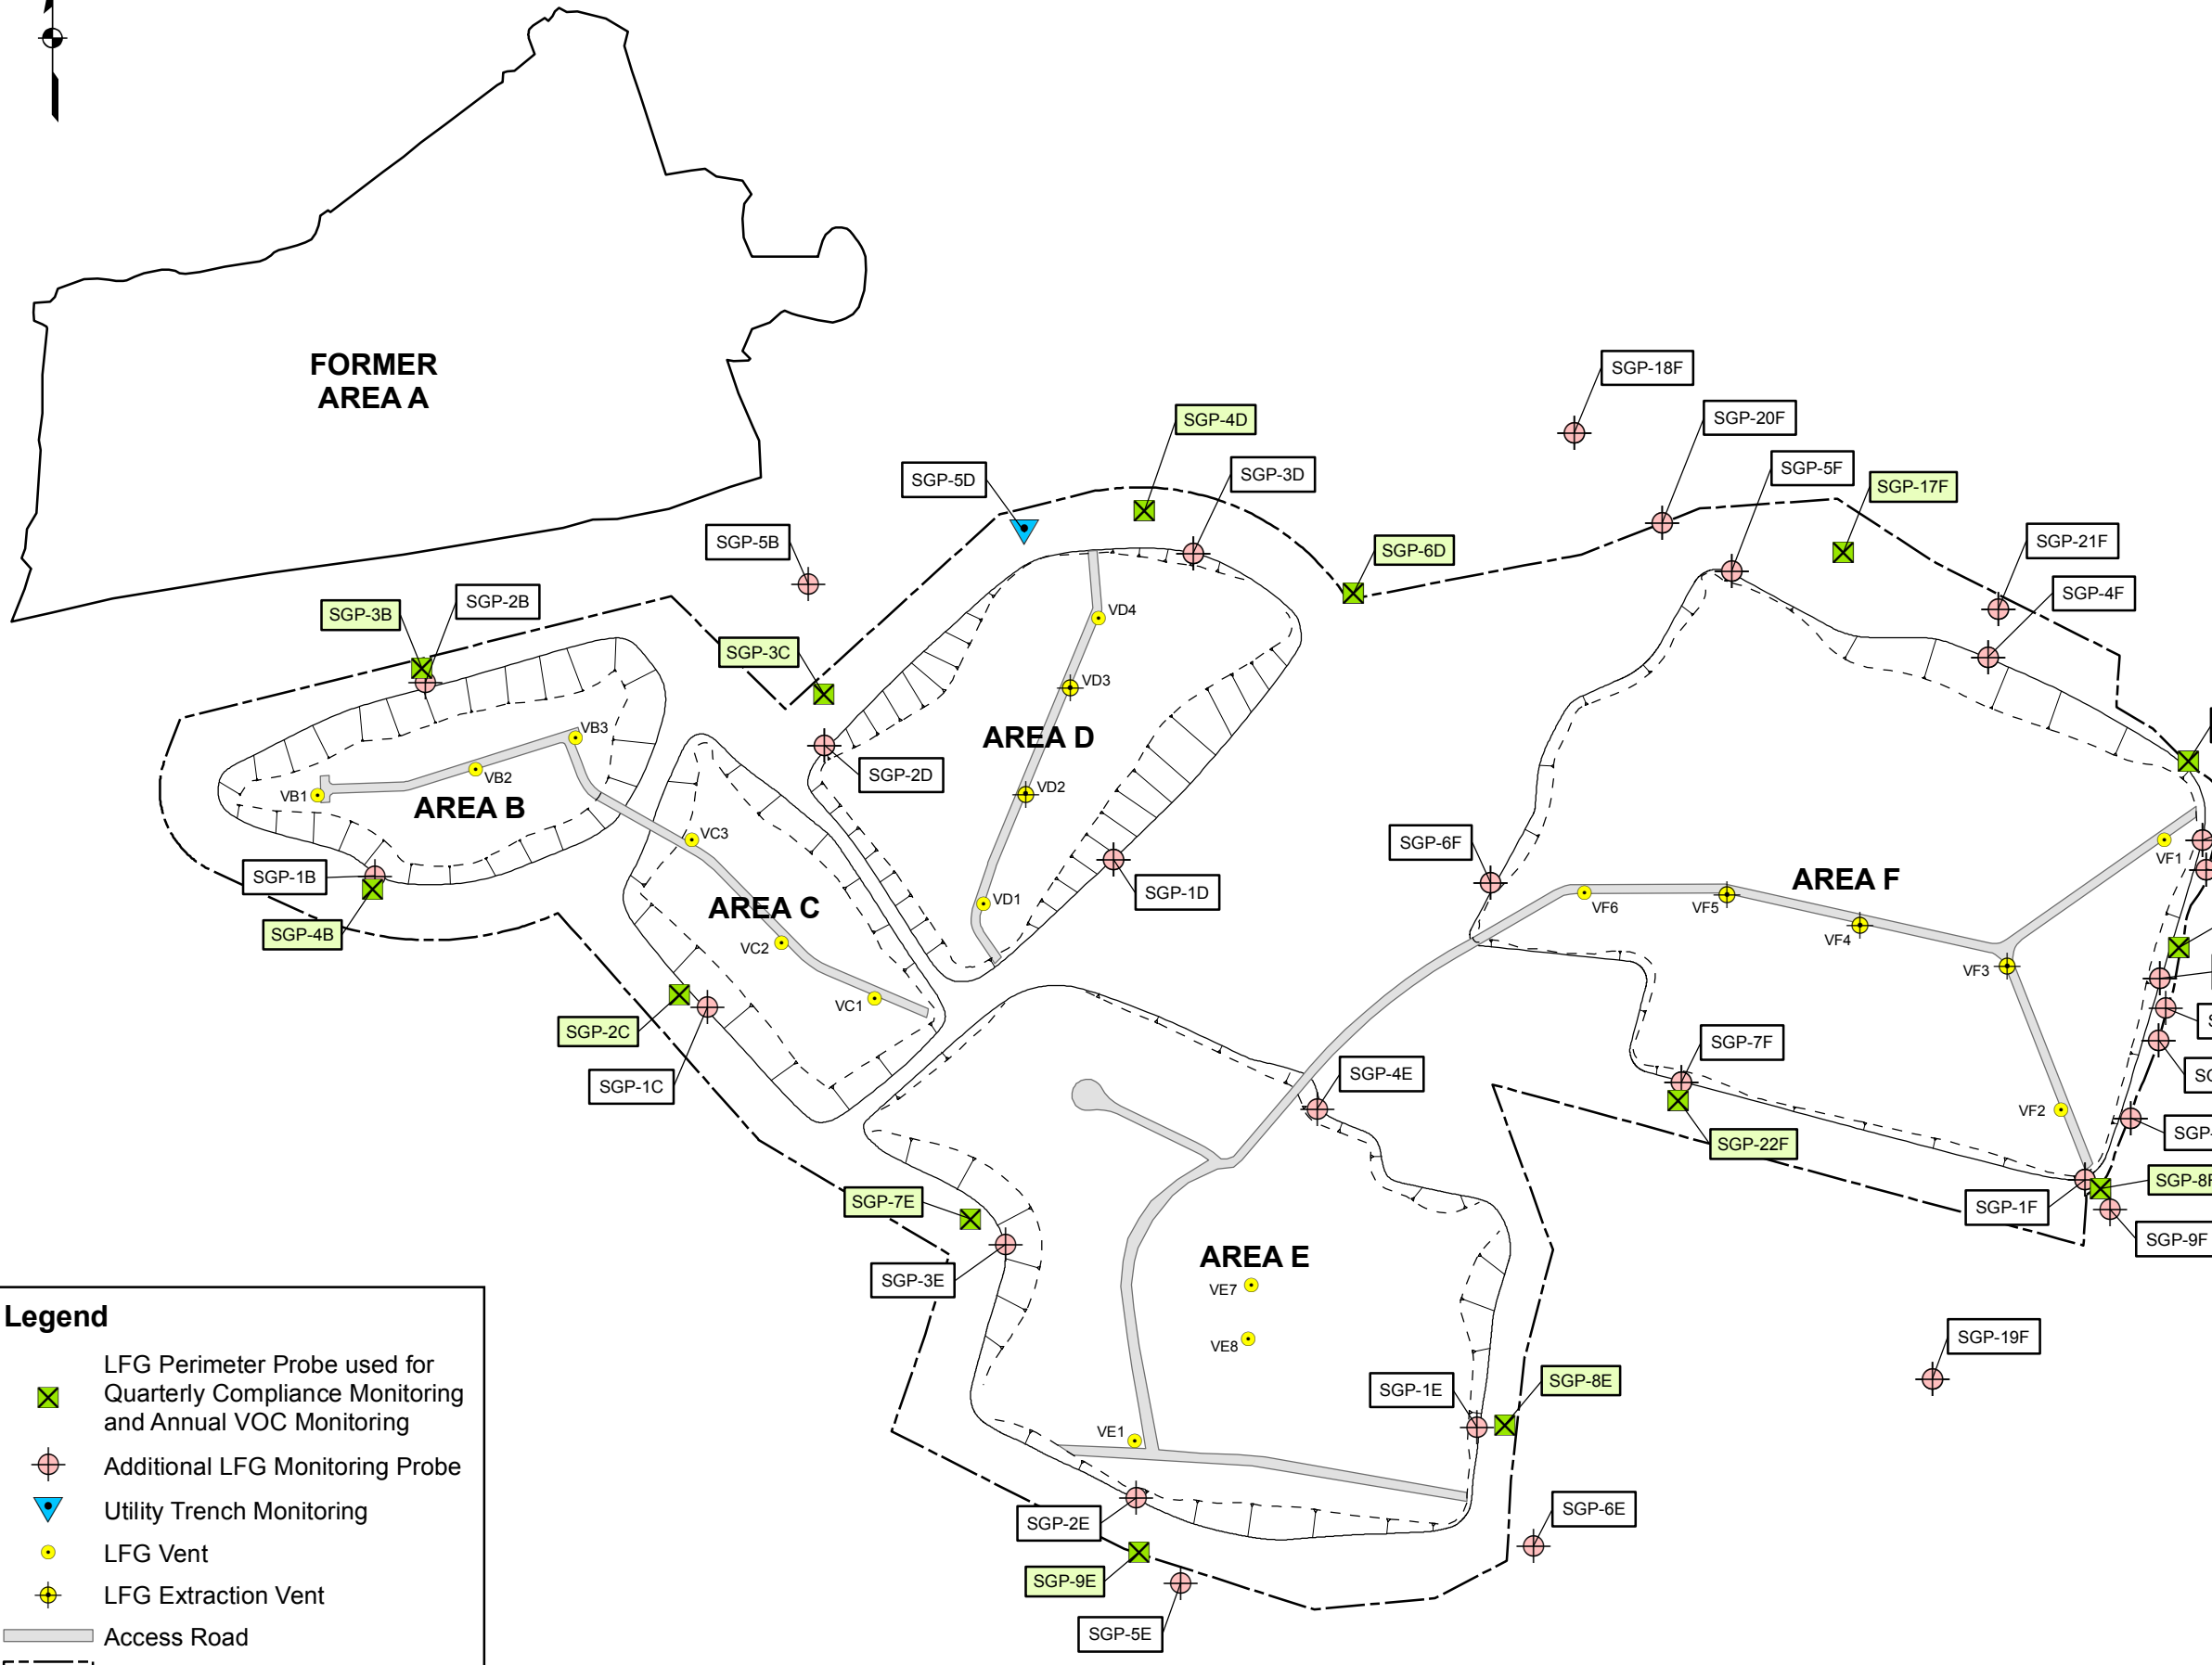 FORMER
AREA A
SGP-18F
SGP-20F
SGP-4D
SGP-5F
SGP-3D
SGP-5D
SGP-17F
SGP-5B
SGP-21F
SGP-6D
SGP-4F
SGP-2B
SGP-3B
VD4
SGP-3C
VD3
VB3
AREA D
SGP-2D
VB2
VB1
VD2
AREA B
VC3
SGP-6F
VF1
SGP-1B
AREA F
SGP-1D
VD1
AREA C
VF6
VF5
SGP-4B
VF4
VC2
VF3
VC1
SGP-2C
SGP-7F
SGP-4E
SGP-1C
VF2
SGP-22F
SGP-7E
SGP-1F
SGP-9F
AREA E
SGP-3E
VE7
Legend
SGP-19F
VE8
LFG Perimeter Probe used for
Quarterly Compliance Monitoring
and Annual VOC Monitoring
SGP-8E
SGP-1E
VE1
Additional LFG Monitoring Probe
Utility Trench Monitoring
SGP-6E
SGP-2E
LFG Vent
SGP-9E
LFG Extraction Vent
Access Road
SGP-5E